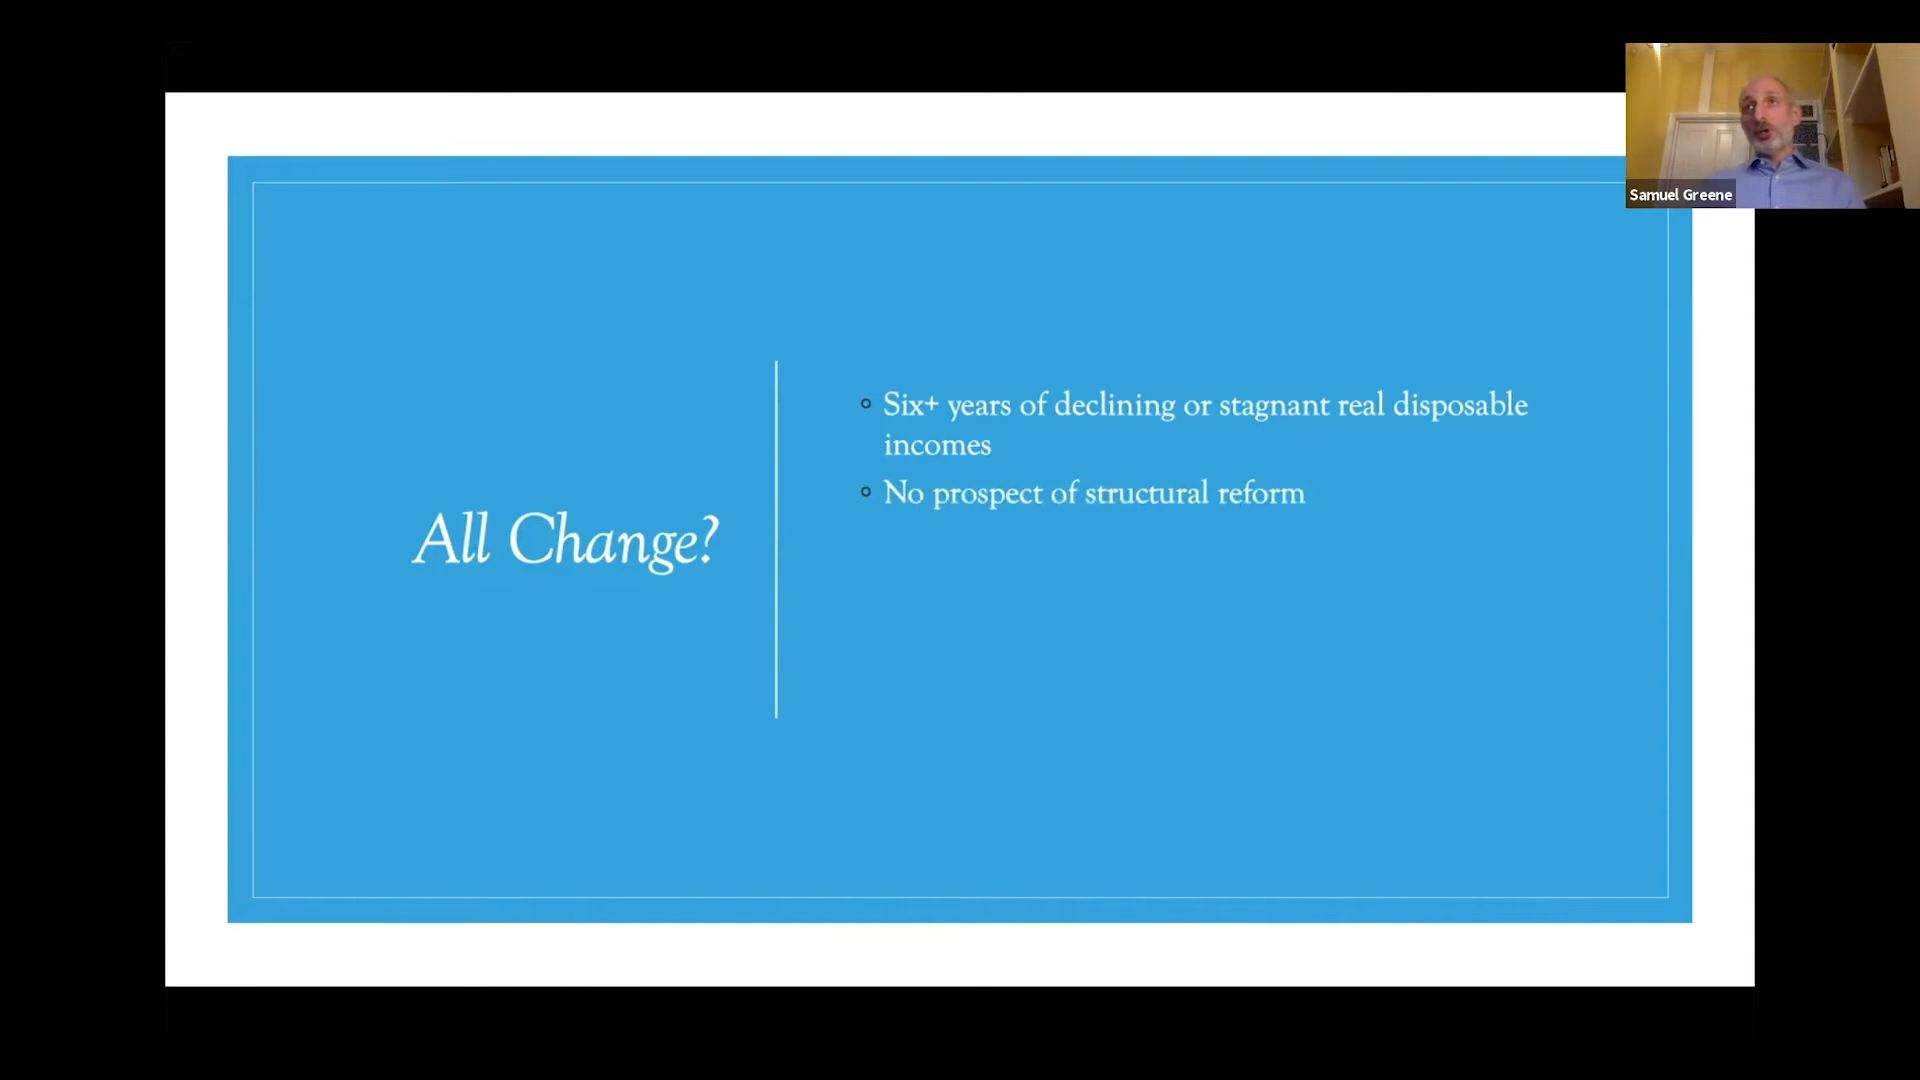 Samuel Greene
All Change?
Six+ years of declining or stagnant real disposable
incomes
No prospect of structural reform